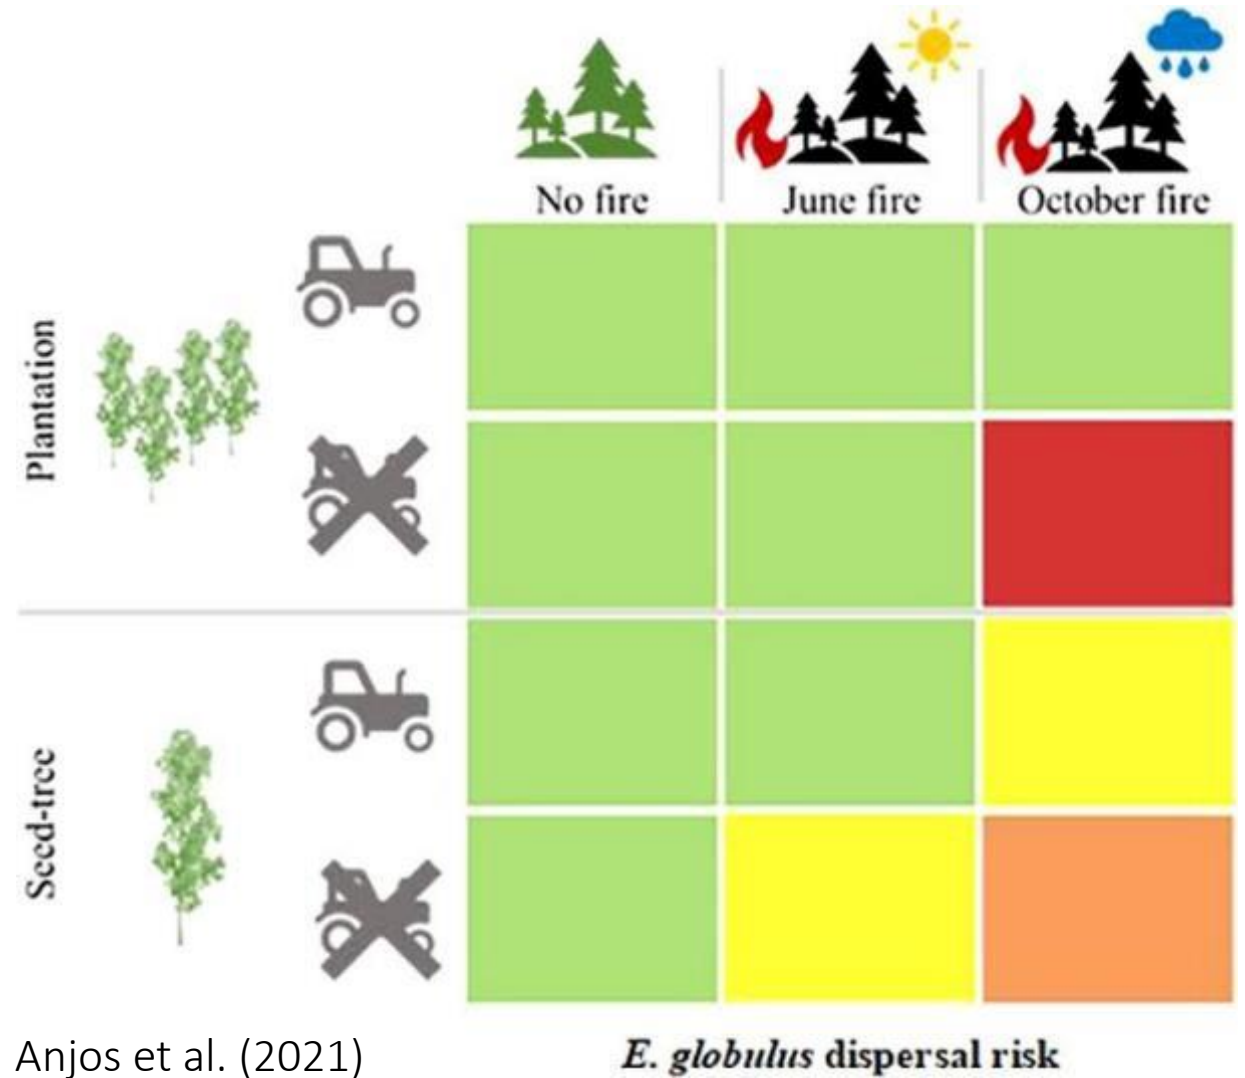 No fire
June fire
October fire
Plantation
Seed-tree
Anjos et al. (2021)
E. globulus dispersal risk